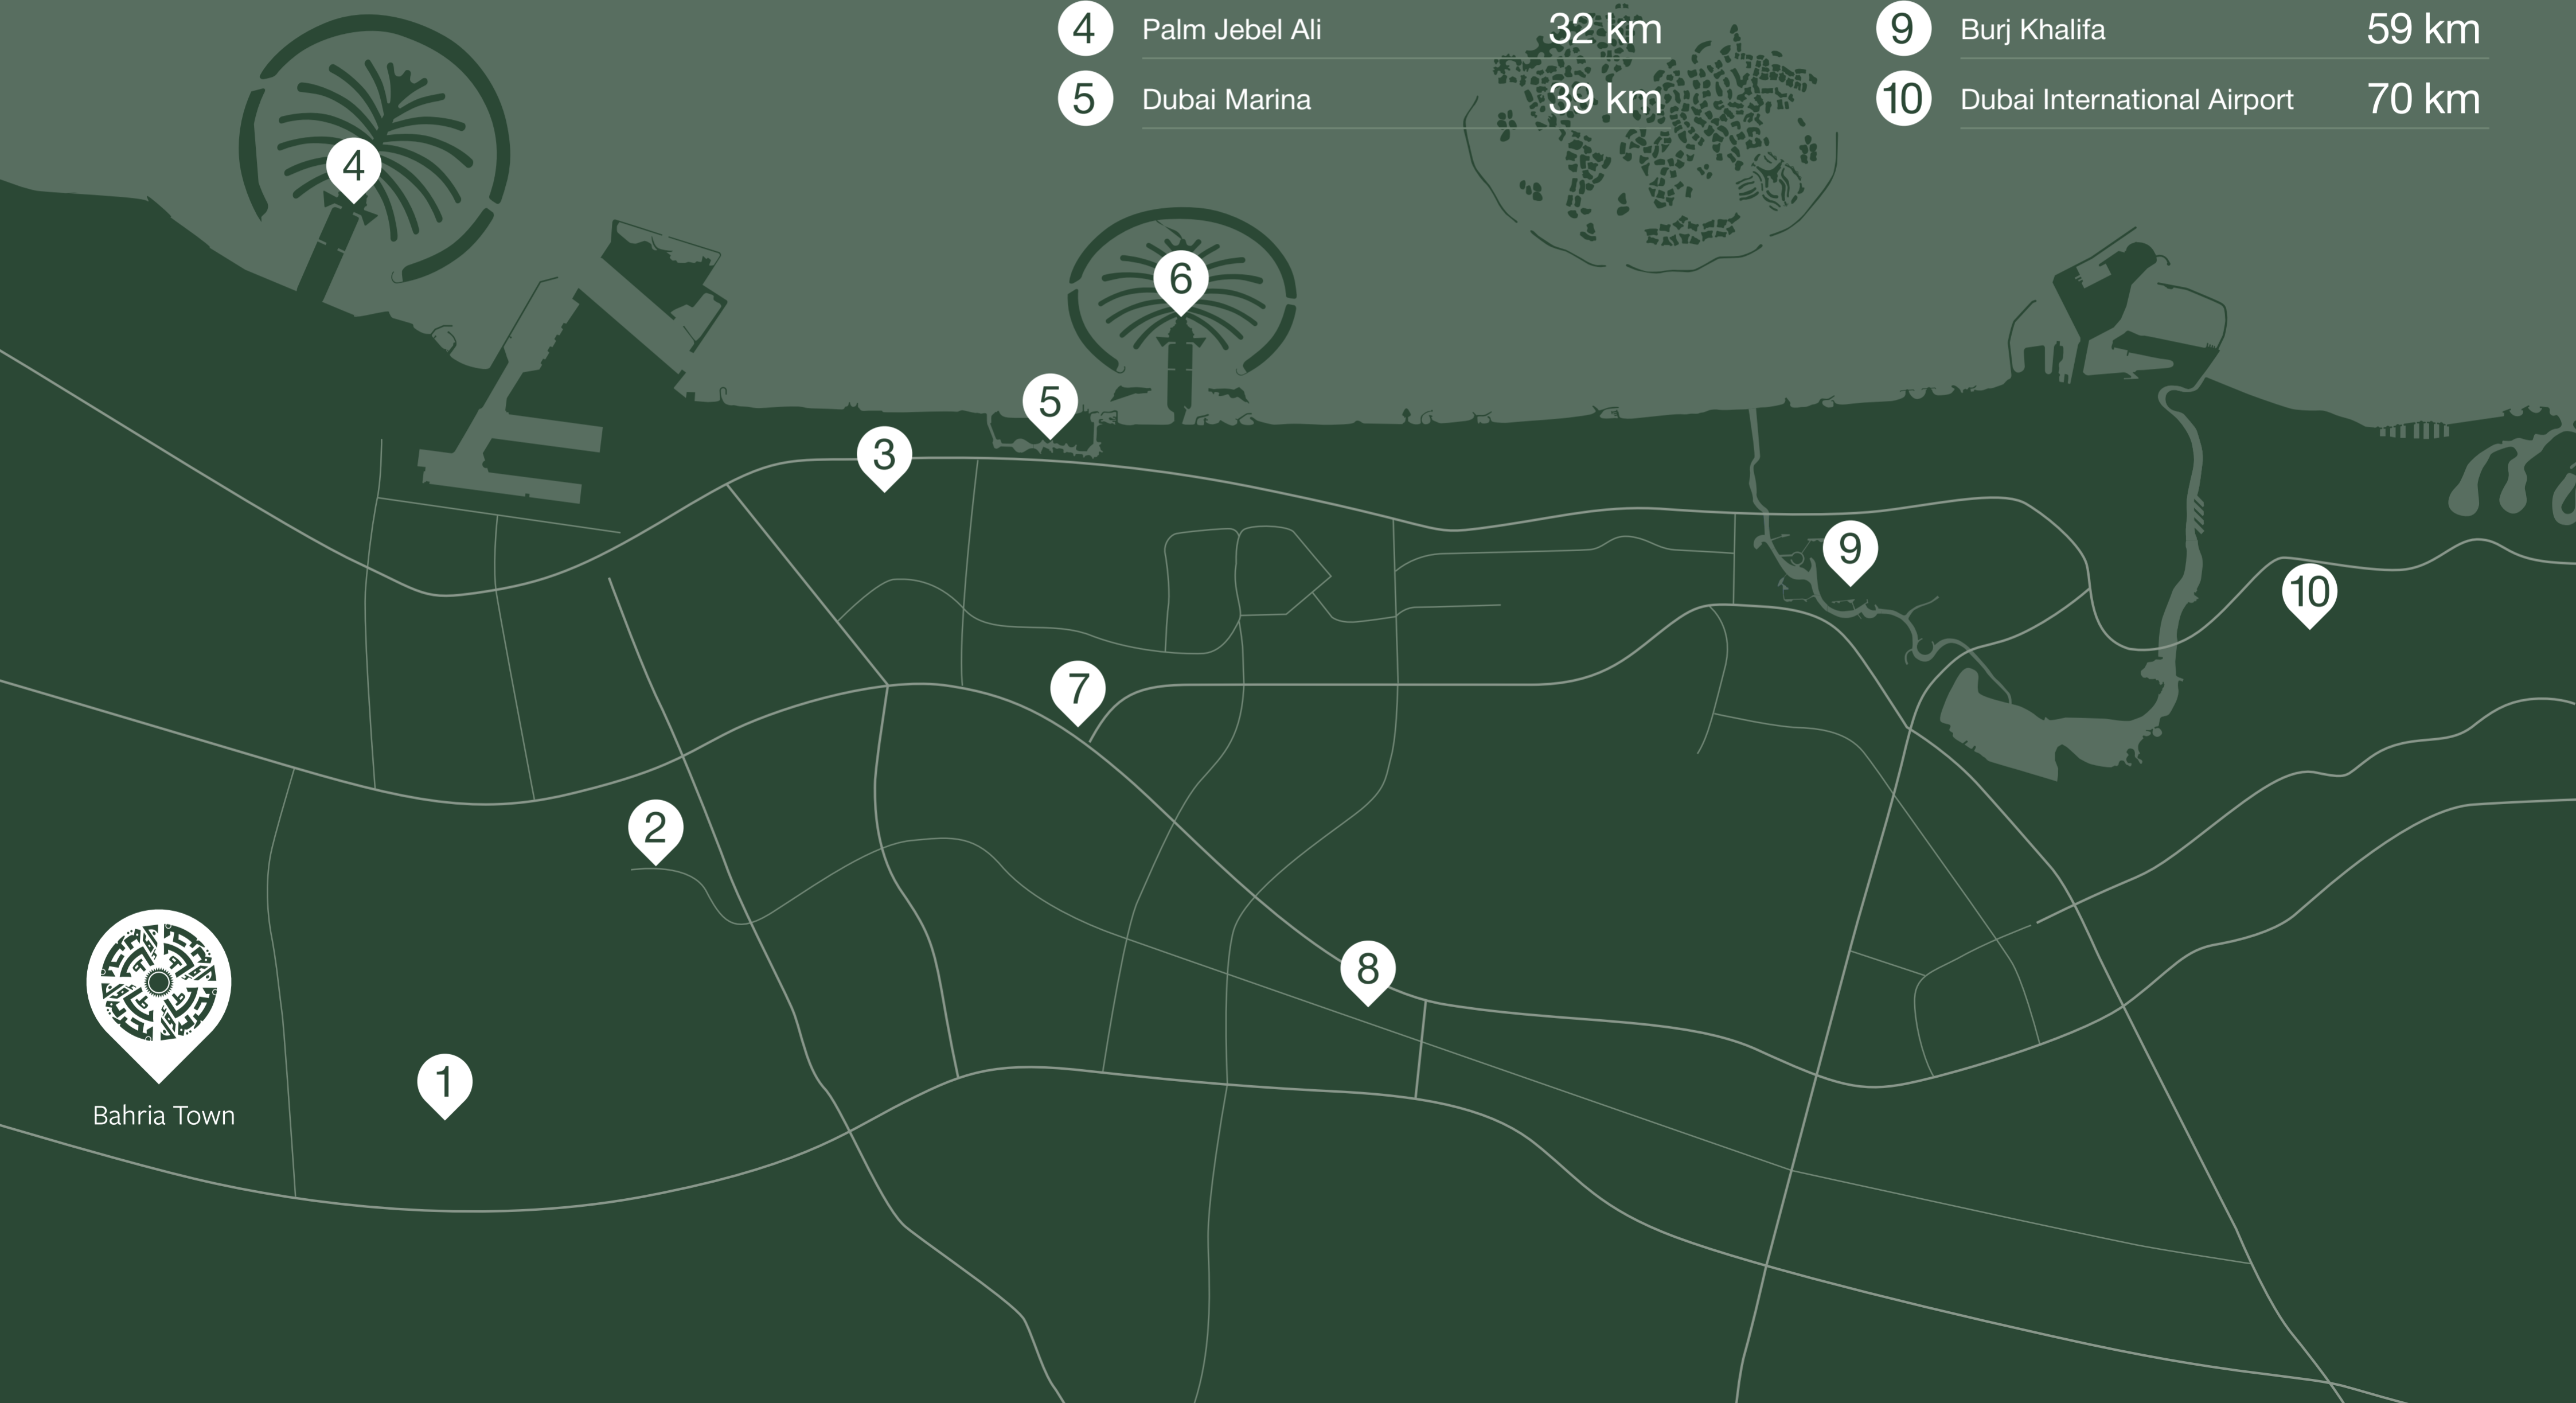 4 Palm Jebel Ali 32 km
5 Dubai Marina 39 km
9 Burj Khalifa 59 km
10 Dubai International Airport 70 km
4
6
5
3
9
10
7
2
8
1
Bahria Town